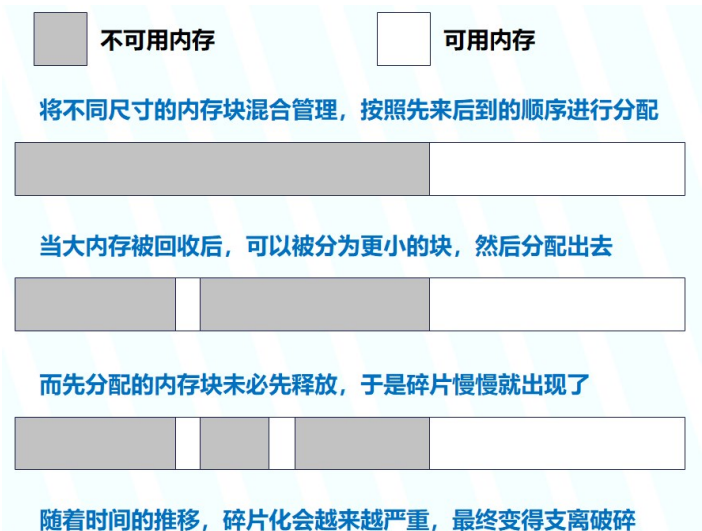 不可用内存
可用内存
将不同尺寸的内存块混合管理，按照先来后到的顺序进行分配
当大内存被回收后，可以被分为更小的块，然后分配出去
而先分配的内存块未必先释放，于是碎片慢慢就出现了
随着时间的推移，碎片化会越来越严重，最终变得支离破碎